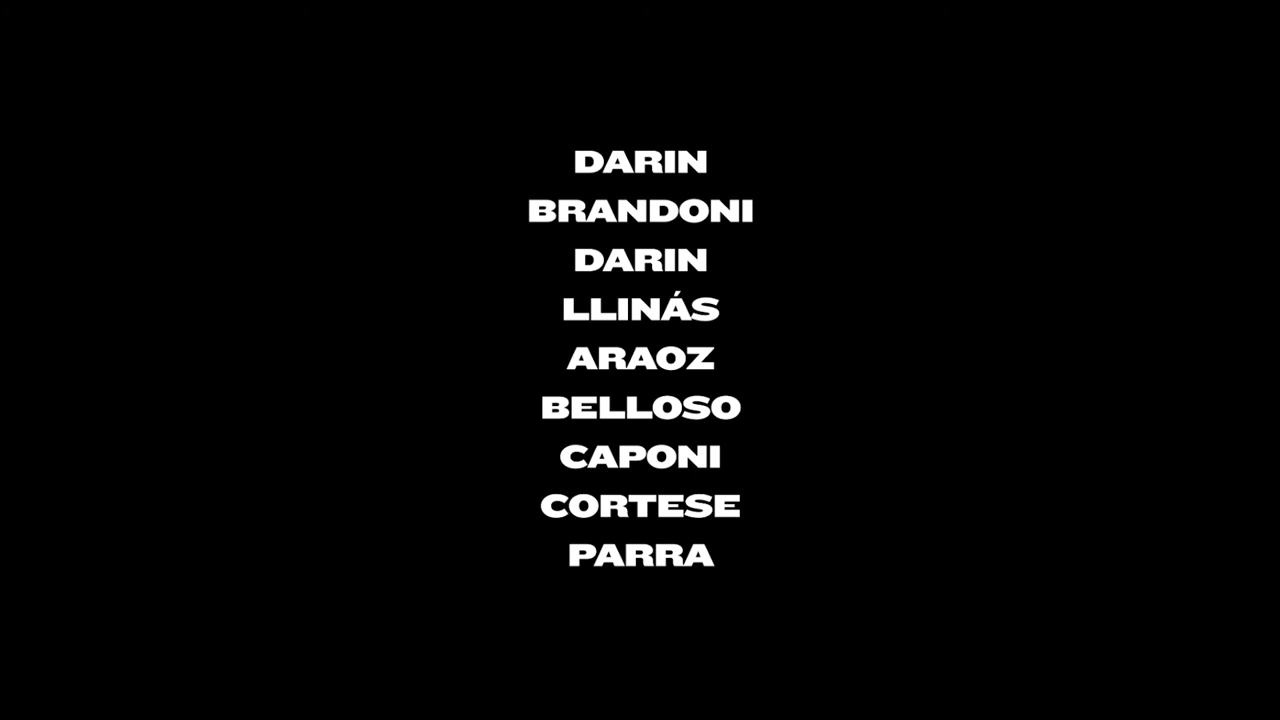 DARIN
BRANDONI
DARIN
LLINÁS
ARAOZ
BELLOSO
CAPONI
CORTESE
PARRA